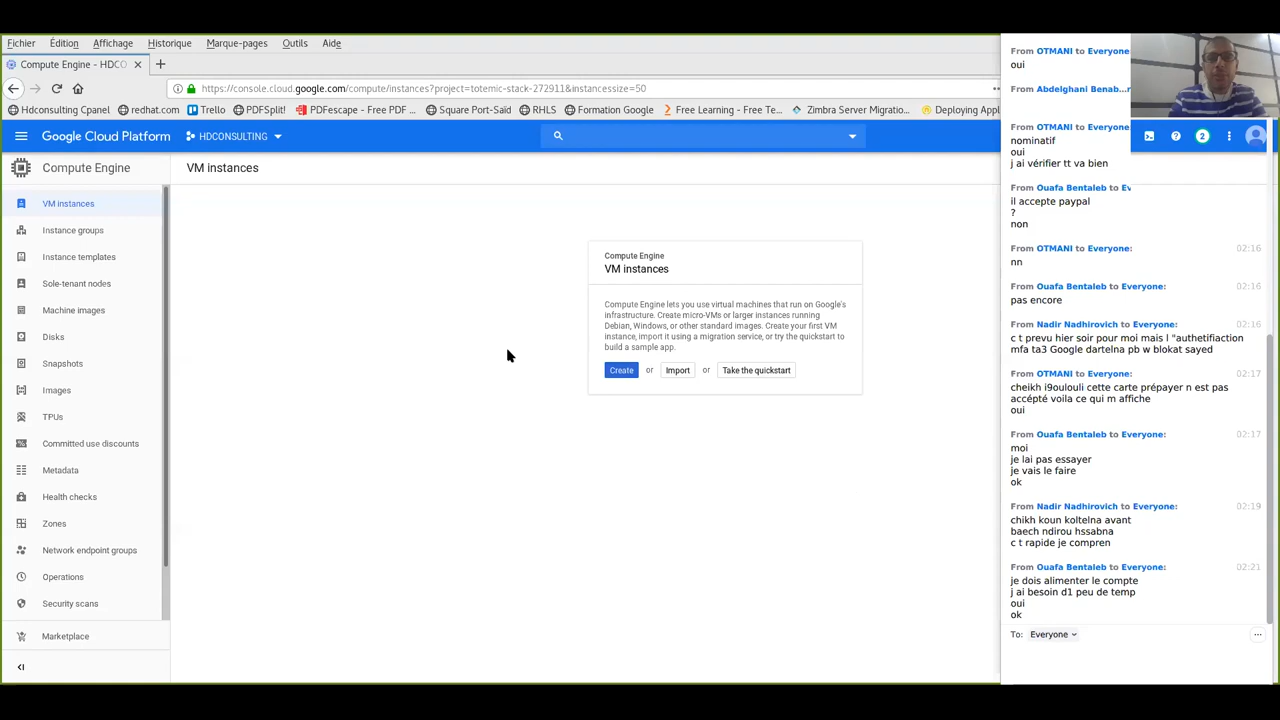 Fichier Édition Affichage Historique Marque-pages Outils Aide
Compute Engine - HDCO
https://console.cloud.google.com/compute/instances?project=totemic-stack-272911&instancessize=50
Hdconsulting Cpanel redhat.com Trello PDFSplit! PDFescape - Free PDF ... Square Port-Saïd RHLS Formation Google Free Learning - Free Te... Zimbra Server Migratio... Deploying App
Google Cloud Platform HDCONSULTING 2
Compute Engine
VM instances
VM instances
Instance groups
Instance templates
Sole-tenant nodes
Machine images
Disks
Snapshots
Images
TPUs
Committed use discounts
Metadata
Health checks
Zones
Network endpoint groups
Operations
Security scans
Marketplace
Compute Engine
VM instances
Compute Engine lets you use virtual machines that run on Google's
infrastructure. Create micro-VMs or larger instances running
Debian, Windows, or other standard images. Create your first VM
instance, import it using a migration service, or try the quickstart to
build a sample app.
Create or Import or Take the quickstart
From OTMANI to Everyone
oui
From Abdelghani Benab...
From OTMANI to Everyone
nominatif
oui
j ai vérifier tt va bien
From Ouafa Bentaleb to Ev
il accepte paypal
?
non
From OTMANI to Everyone: 02:16
nn
From Ouafa Bentaleb to Everyone: 02:16
pas encore
From Nadir Nadhirovich to Everyone: 02:16
c t prevu hier soir pour moi mais l "authetifiaction
mfa ta3 Google dartelna pb w blokat sayed
From OTMANI to Everyone: 02:17
cheikh i9oulouli cette carte prépayer n est pas
accépté voila ce qui m affiche
oui
From Ouafa Bentaleb to Everyone: 02:17
moi
je lai pas essayer
je vais le faire
ok
From Nadir Nadhirovich to Everyone: 02:19
chikh koun koltelna avant
baech ndirou hssabna
c t rapide je compren
From Ouafa Bentaleb to Everyone: 02:21
je dois alimenter le compte
j ai besoin d1 peu de temp
oui
ok
To: Everyone